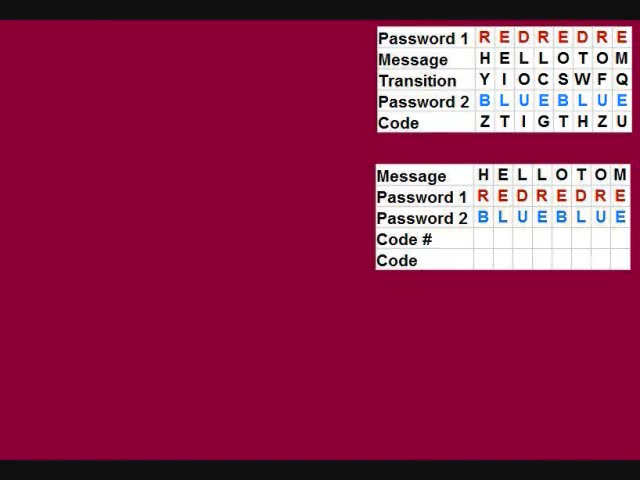 Password 1 R E D R E D R E
Message H E L L O T O M
Transition Y I O C S W F Q
Password 2 B L U E B L U E
Code Z T I G T H Z U
Message H E L L O T O M
Password 1 R E D R E D R E
Password 2 B L U E B L U E
Code #
Code